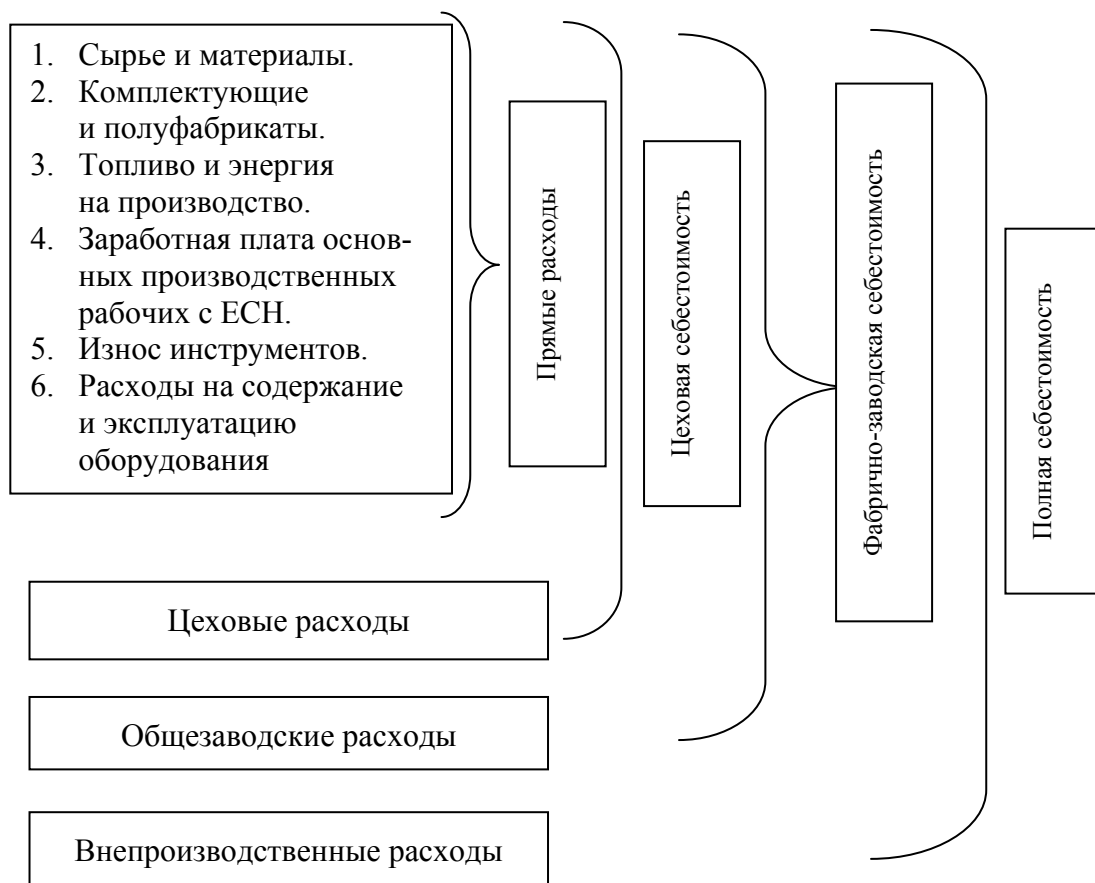 1. Сырье и материалы.
2. Комплектующие
и полуфабрикаты.
3. Топливо и энергия
на производство.
4. Заработная плата основ-
ных производственных
рабочих с ЕСН.
5. Износ инструментов.
6. Расходы на содержание
и эксплуатацию
оборудования
Прямые расходы
Цеховая себестоимость
Фабрично-заводская себестоимость
Полная себестоимость
Цеховые расходы
Общезаводские расходы
Внепроизводственные расходы